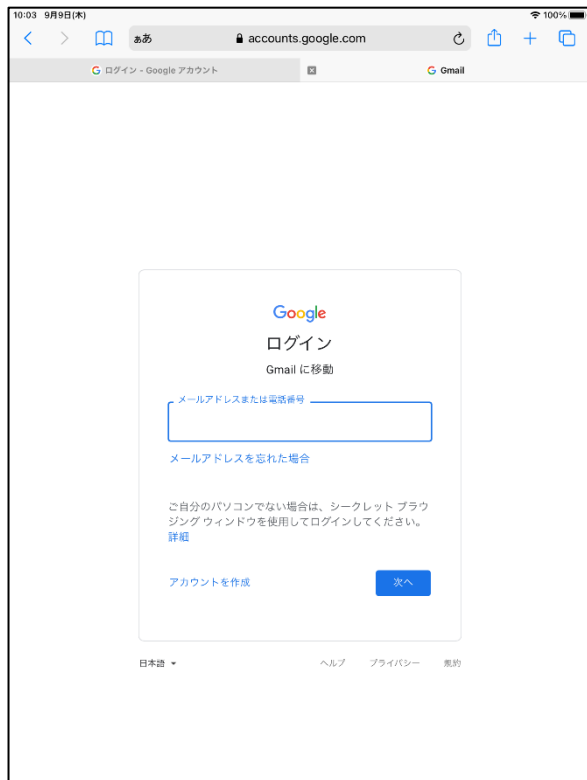 10:03 9月9日(木) 100%
ぁあ accounts.google.com
G ログイン - Google アカウント G Gmail
Google
ログイン
Gmail に移動
メールアドレスまたは電話番号
メールアドレスを忘れた場合
ご自分のパソコンでない場合は、シークレット ブラウ
ジング ウィンドウを使用してログインしてください。
詳細
アカウントを作成 次へ
日本語 ヘルプ プライバシー 規約